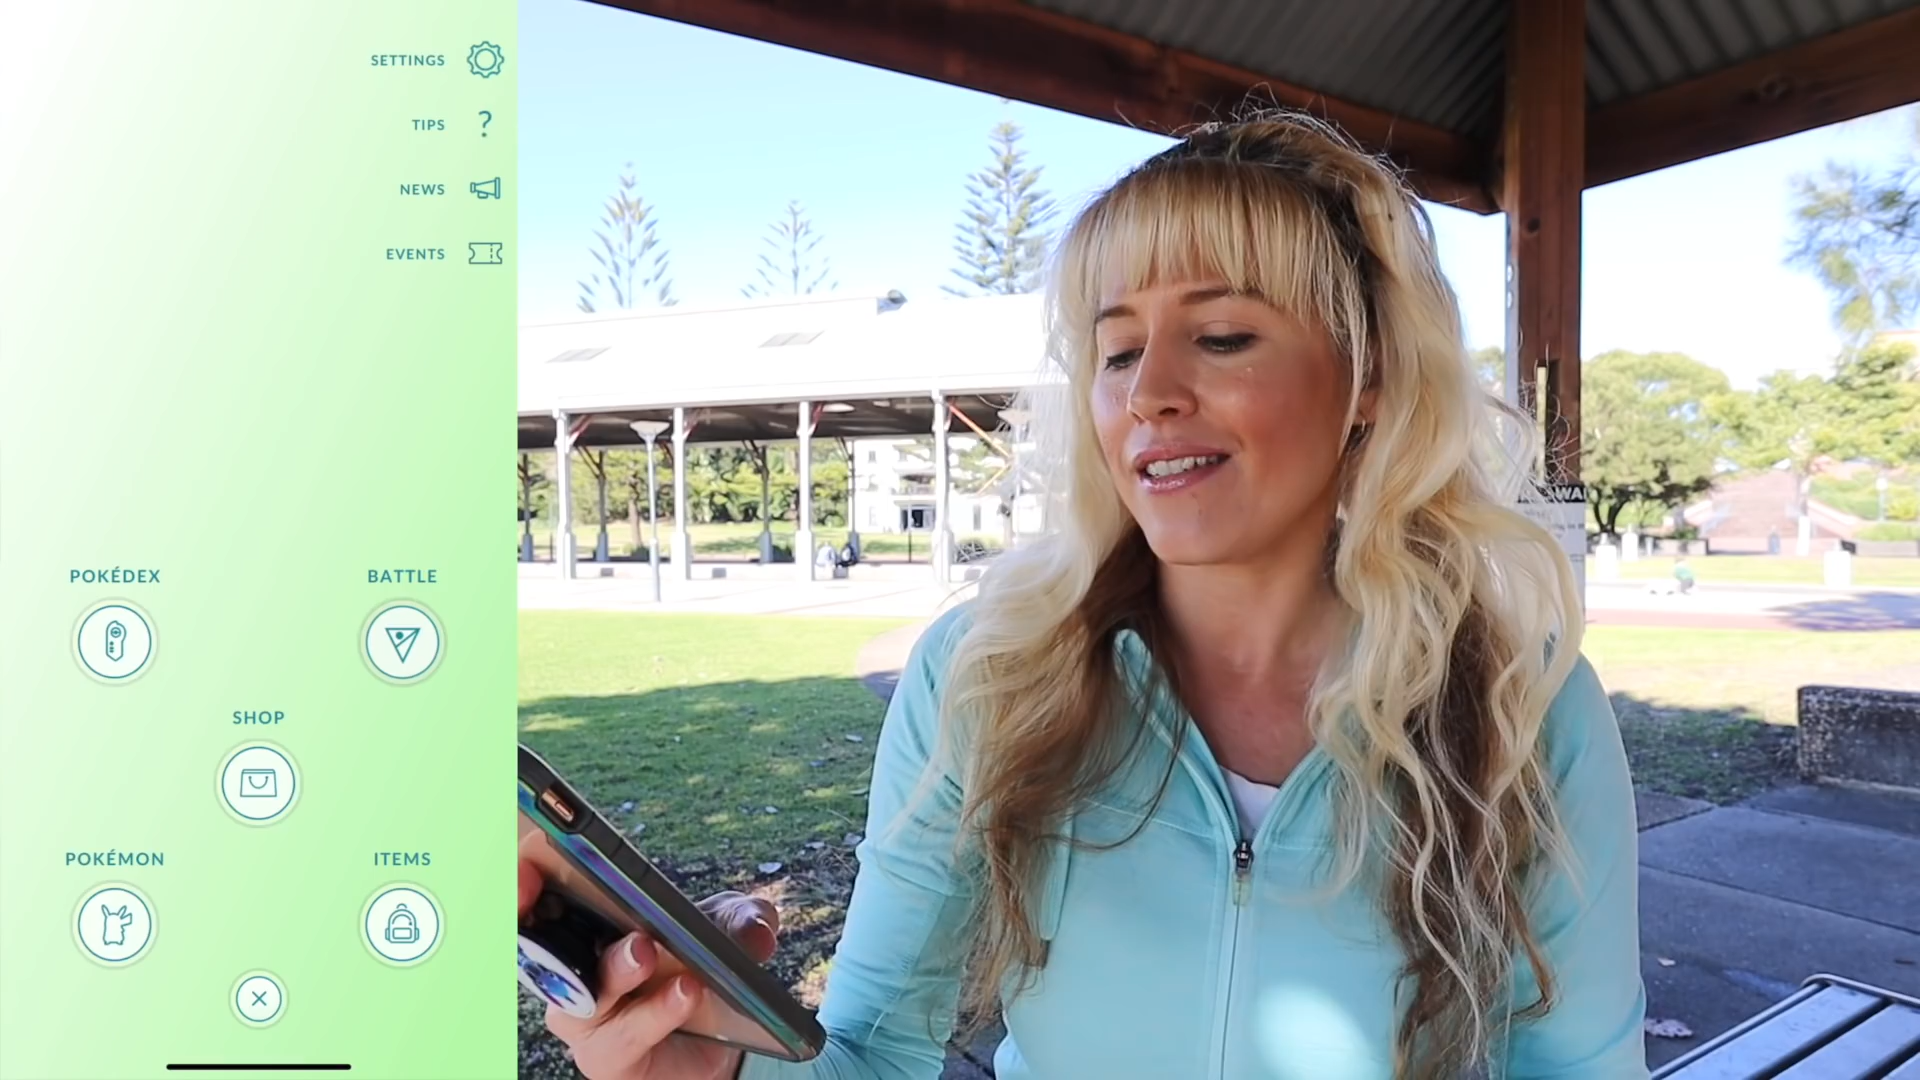 SETTINGS
TIPS
NEWS
EVENTS
POKÉDEX
BATTLE
SHOP
POKÉMON
ITEMS